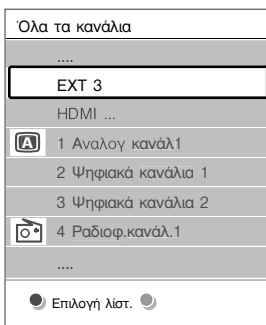 Όλα τα κανάλια
....
EXT 3
HDMI ...
A 1 Αναλογ κανάλ1
2 Ψηφιακά κανάλια 1
3 Ψηφιακά κανάλια 2
4 Ραδιοφ.κανάλ.1
....
Επιλογή λίστ.